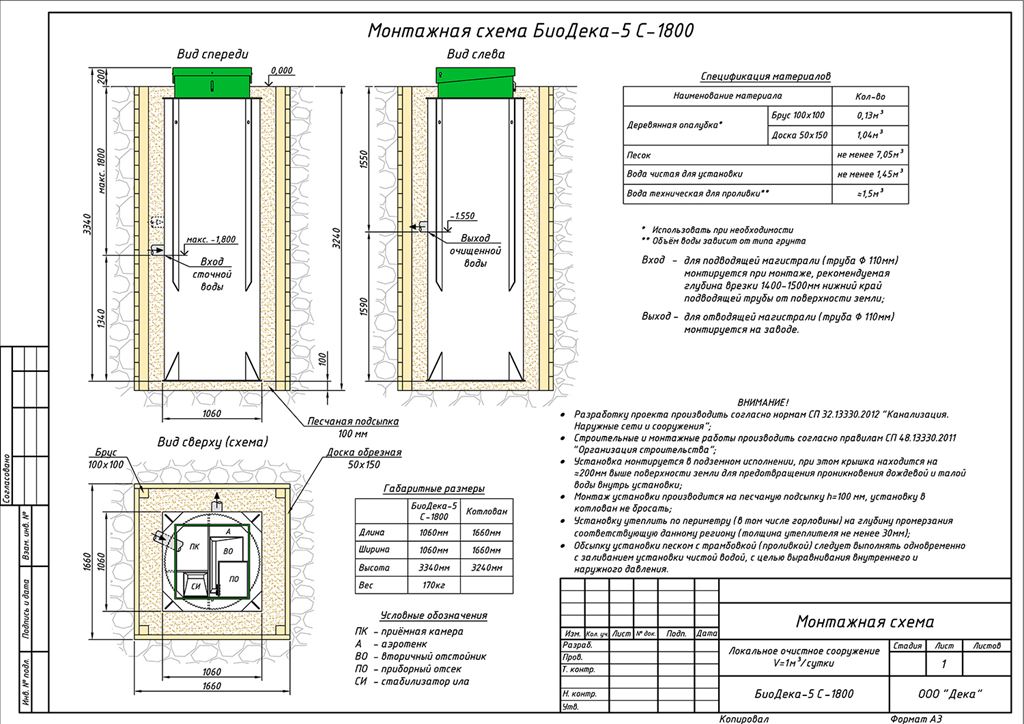 Монтажная схема БиоДека-5 С-1800
Вид спереди
Вид слева
0,000
200
макс. 1800
3340
1340
3240
100
макс. -1,800
Вход
сточной
воды
1060
Песчаная подсыпка
100 мм
1550
1590
-1.550
Выход
очищенной
воды
Спецификация материалов
Наименование материала
Кол-во
Деревянная опалубка*
Брус 100х100
0,13м³
Доска 50х150
1,04м³
Песок
не менее 7,05м³
Вода чистая для установки
не менее 1,45м³
Вода техническая для проливки**
≈1,5м³
* Использовать при необходимости
** Объём воды зависит от типа грунта
Вход - для подводящей магистрали (труба Ф 110мм)
монтируется при монтаже, рекомендуемая
глубина врезки 1400-1500мм нижний край
подводящей трубы от поверхности земли;
Выход - для отводящей магистрали (труба Ф 110мм)
монтируется на заводе.
Вид сверху (схема)
Брус
100х100
Доска обрезная
50х150
1660
1060
ПК
А
ВО
ПО
СИ
1060
1660
Габаритные размеры
БиоДека-5
С-1800
Котлован
Длина
1060мм
1660мм
Ширина
1060мм
1660мм
Высота
3340мм
3240мм
Вес
170кг
Условные обозначения
ПК - приёмная камера
А - аэротенк
ВО - вторичный отстойник
ПО - приборный отсек
СИ - стабилизатор ила
ВНИМАНИЕ!
• Разработку проекта производить согласно нормам СП 32.13330.2012 "Канализация.
Наружные сети и сооружения";
• Строительные и монтажные работы производить согласно правилам СП 48.13330.2011
"Организация строительства";
• Установка монтируется в подземном исполнении, при этом крышка находится на
≈200мм выше поверхности земли для предотвращения проникновения дождевой и талой
воды внутрь установки;
• Монтаж установки производится на песчаную подсыпку h=100 мм, установку в
котлован не бросать;
• Установку утеплить по периметру (в том числе горловины) на глубину промерзания
соответствующую данному региону (толщина утеплителя не менее 30мм);
• Обсыпку установки песком с трамбовкой (проливкой) следует выполнять одновременно
с заливанием установки чистой водой, с целью выравнивания внутреннего и
наружного давления.
Согласовано
Взам. инв. №
Подпись и дата
Инв. № подл.
Изм. Кол. уч. Лист № док. Подп. Дата
Разраб.
Пров.
Т. контр.
Н. контр.
Утв.
Монтажная схема
Локальное очистное сооружение
V=1м³/сутки
Стадия
Лист
Листов
1
БиоДека-5 С-1800
ООО "Дека"
Копировал
Формат А3